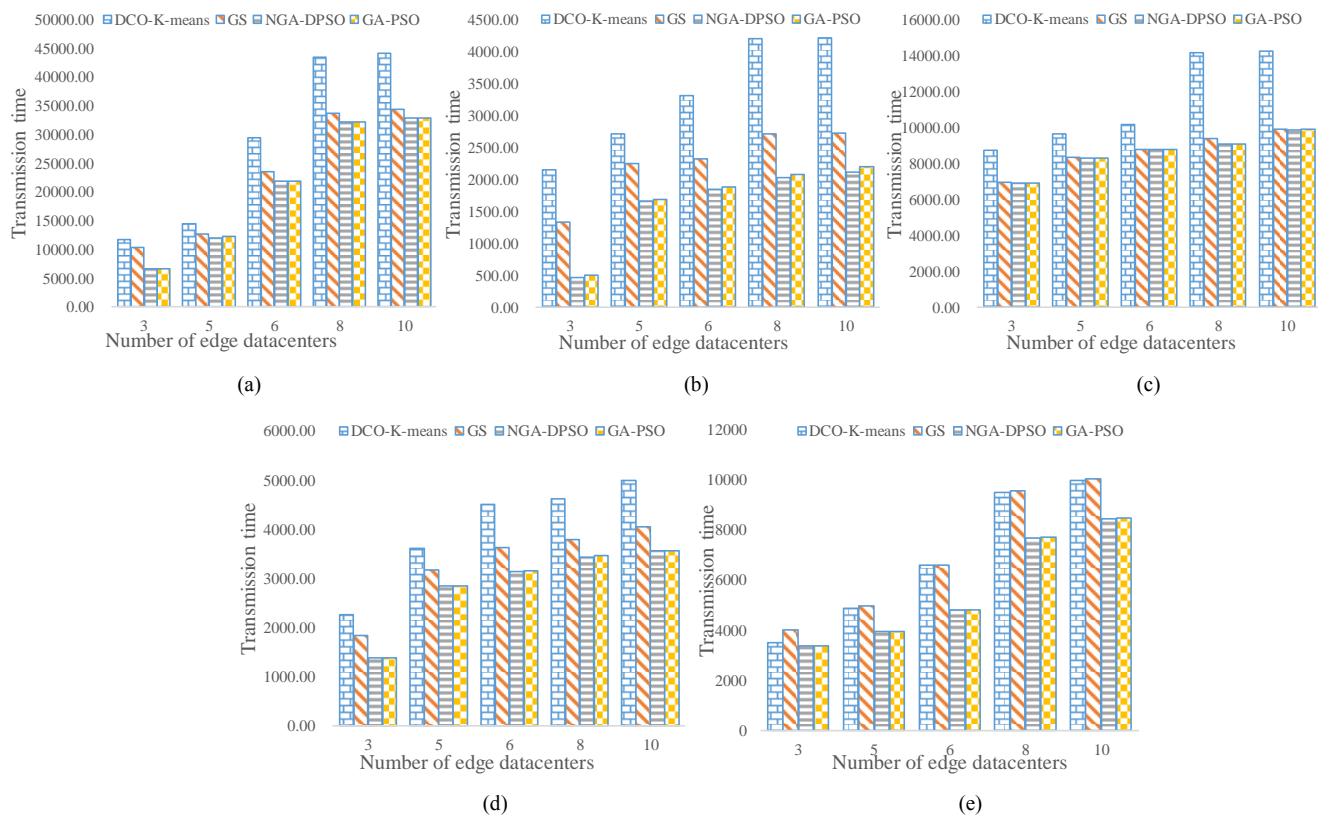 DCO-K-means GS NGA-DPSO GA-PSO
50000.00
45000.00
40000.00
35000.00
30000.00
25000.00
20000.00
15000.00
10000.00
5000.00
0.00
Transmission time
3 5 6 8 10
Number of edge datacenters
(a)
DCO-K-means GS NGA-DPSO GA-PSO
4500.00
4000.00
3500.00
3000.00
2500.00
2000.00
1500.00
1000.00
500.00
0.00
Transmission time
3 5 6 8 10
Number of edge datacenters
(b)
DCO-K-means GS NGA-DPSO GA-PSO
16000.00
14000.00
12000.00
10000.00
8000.00
6000.00
4000.00
2000.00
0.00
Transmission time
3 5 6 8 10
Number of edge datacenters
(c)
DCO-K-means GS NGA-DPSO GA-PSO
6000.00
5000.00
4000.00
3000.00
2000.00
1000.00
0.00
Transmission time
3 5 6 8 10
Number of edge datacenters
(d)
DCO-K-means GS NGA-DPSO GA-PSO
12000
10000
8000
6000
4000
2000
0
Transmission time
3 5 6 8 10
Number of edge datacenters
(e)